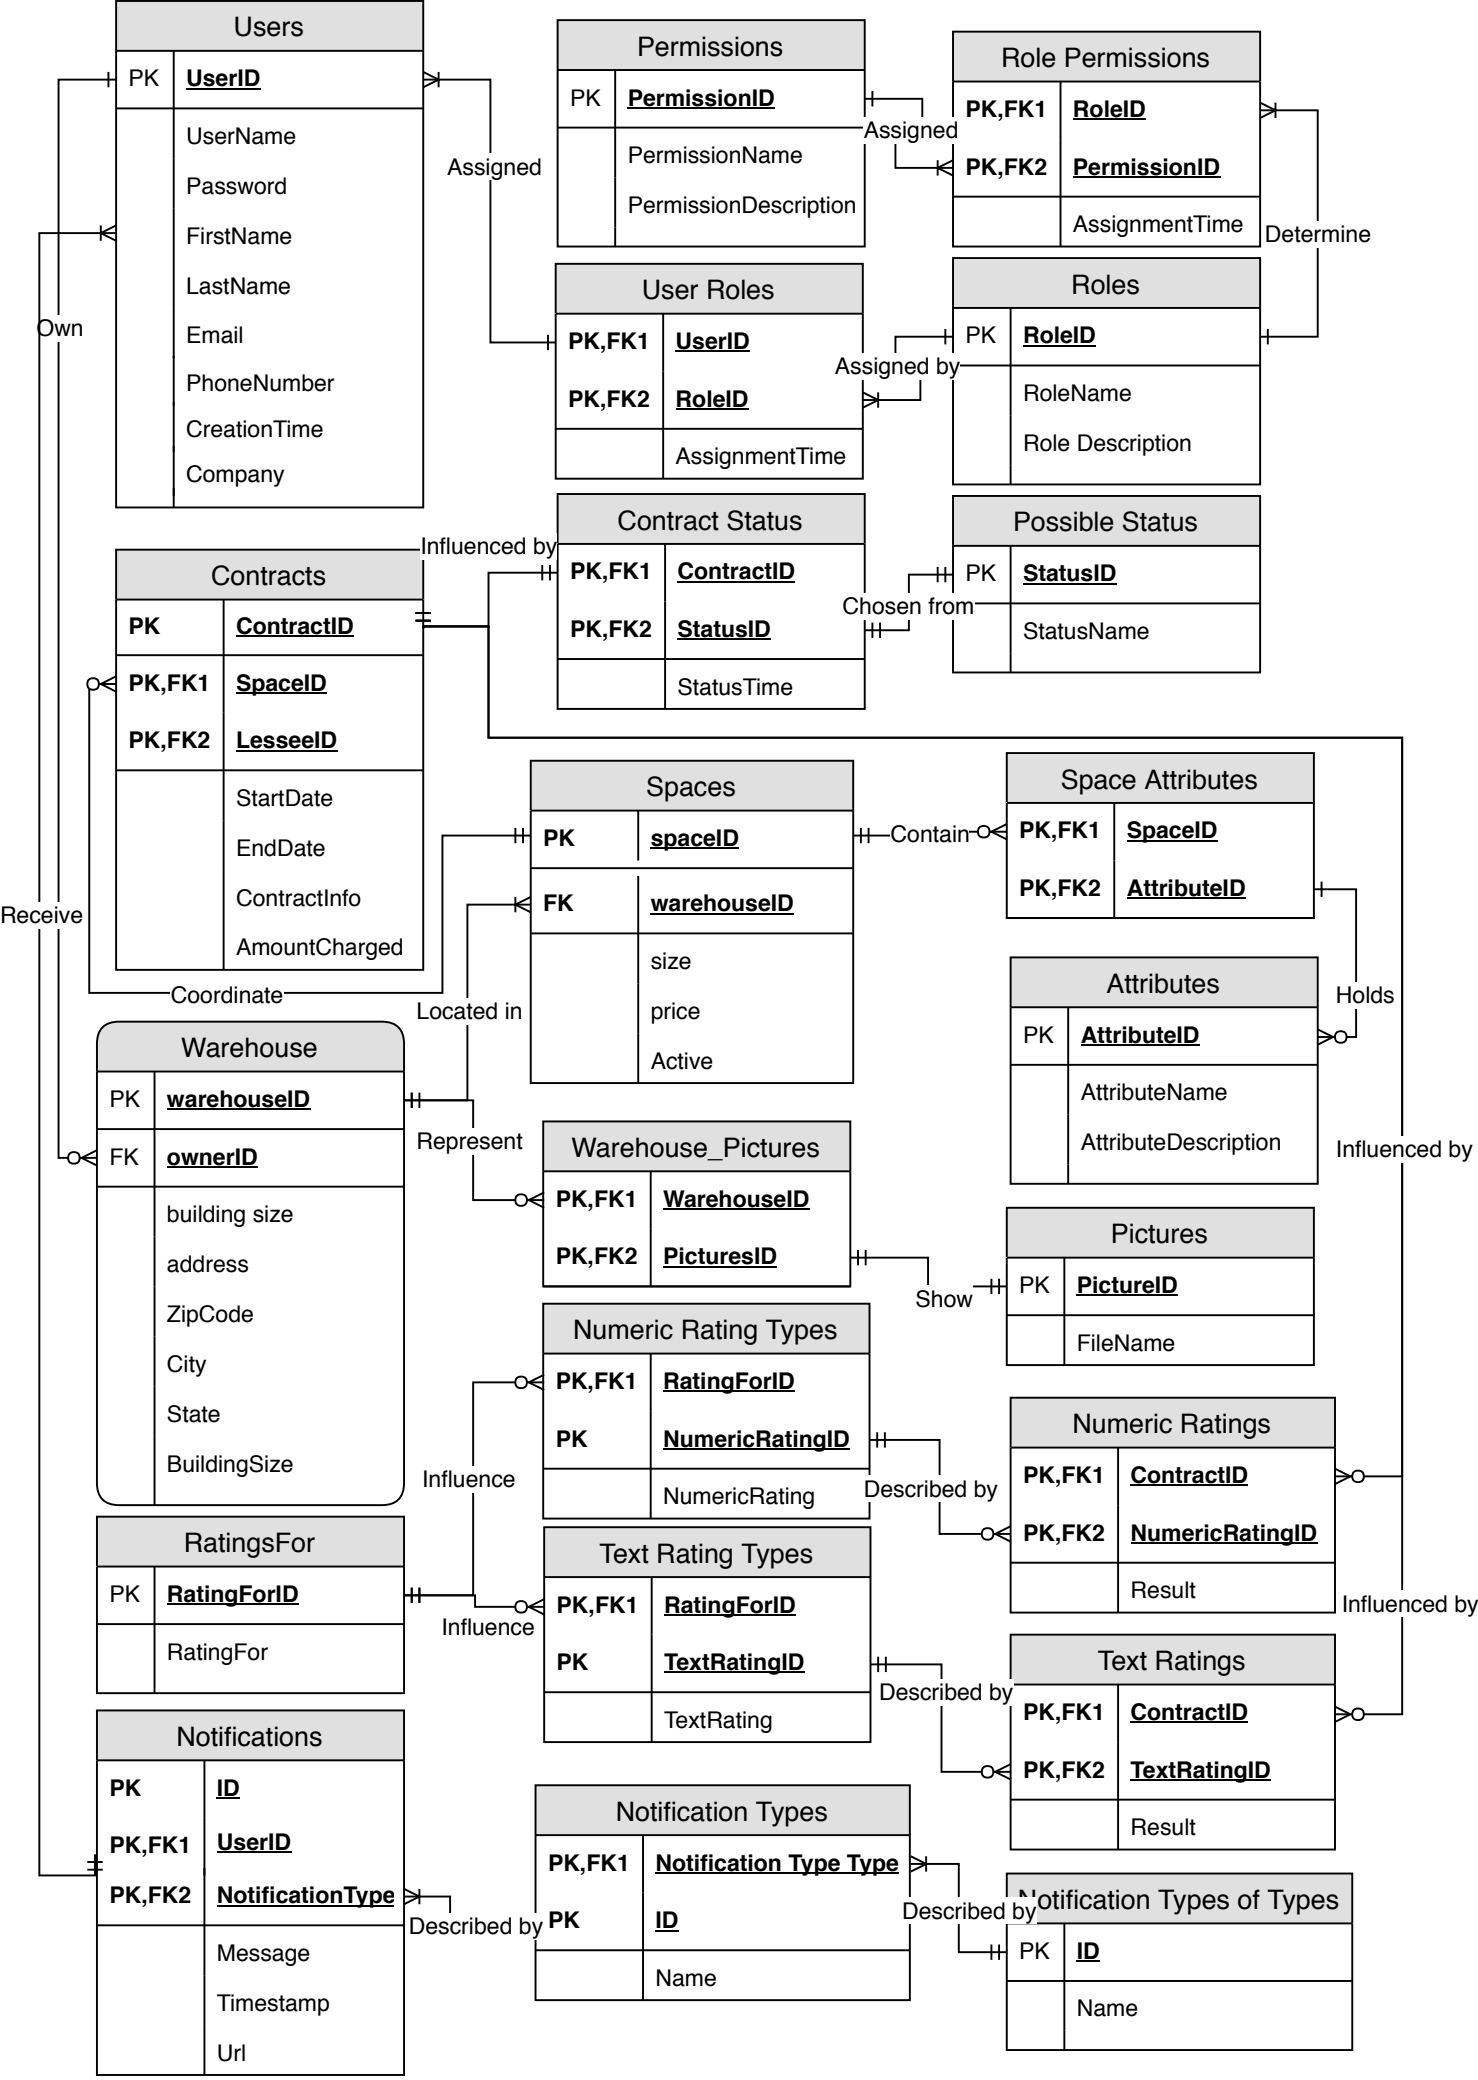 Users
PK UserID
UserName
Password
FirstName
LastName
Email
PhoneNumber
CreationTime
Company
Permissions
PK PermissionID
PermissionName
PermissionDescription
Role Permissions
PK,FK1 RoleID
PK,FK2 PermissionID
AssignmentTime
Assigned
Assigned
Determine
User Roles
PK,FK1 UserID
PK,FK2 RoleID
AssignmentTime
Roles
PK RoleID
RoleName
Role Description
Assigned by
Own
Contracts
PK ContractID
PK,FK1 SpaceID
PK,FK2 LesseeID
StartDate
EndDate
ContractInfo
AmountCharged
Influenced by
Contract Status
PK,FK1 ContractID
PK,FK2 StatusID
StatusTime
Chosen from
Possible Status
PK StatusID
StatusName
Spaces
PK spaceID
FK warehouseID
size
price
Active
Contain
Space Attributes
PK,FK1 SpaceID
PK,FK2 AttributeID
Receive
Coordinate
Located in
Holds
Attributes
PK AttributeID
AttributeName
AttributeDescription
Warehouse
PK warehouseID
FK ownerID
building size
address
ZipCode
City
State
BuildingSize
Represent
Warehouse_Pictures
PK,FK1 WarehouseID
PK,FK2 PicturesID
Influenced by
Show
Pictures
PK PictureID
FileName
Numeric Rating Types
PK,FK1 RatingForID
PK NumericRatingID
NumericRating
Influence
Described by
Numeric Ratings
PK,FK1 ContractID
PK,FK2 NumericRatingID
Result
RatingsFor
PK RatingForID
RatingFor
Influence
Text Rating Types
PK,FK1 RatingForID
PK TextRatingID
TextRating
Described by
Influenced by
Text Ratings
PK,FK1 ContractID
PK,FK2 TextRatingID
Result
Notifications
PK ID
PK,FK1 UserID
PK,FK2 NotificationType
Message
Timestamp
Url
Described by
Notification Types
PK,FK1 Notification Type Type
PK ID
Name
Described by
Notification Types of Types
PK ID
Name